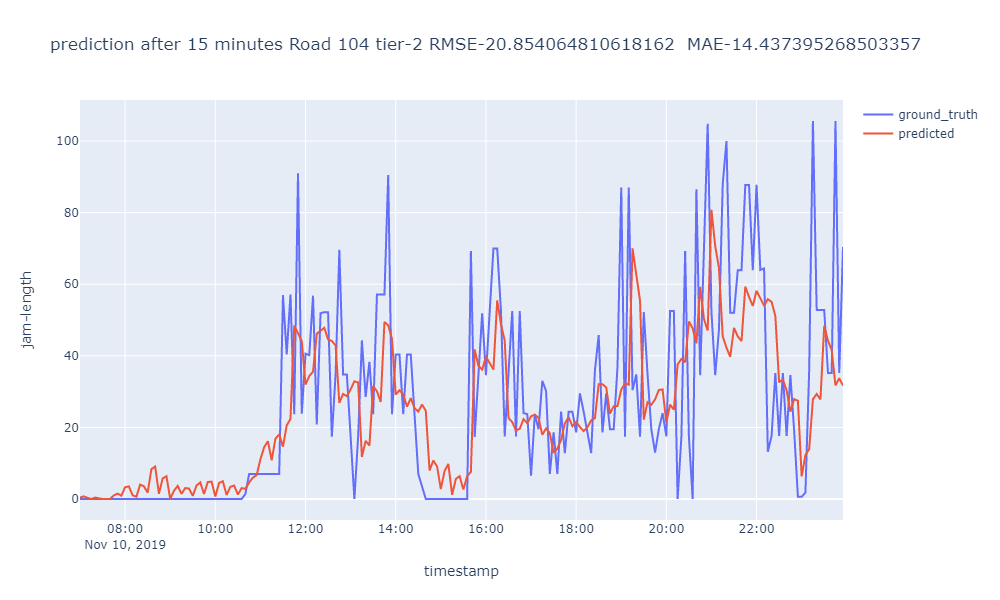 prediction after 15 minutes Road 104 tier-2 RMSE-20.854064810618162  MAE-14.437395268503357
ground_truth
predicted
100
80
60
40
20
0
jam-length
08:00 10:00 12:00 14:00 16:00 18:00 20:00 22:00
Nov 10, 2019
timestamp